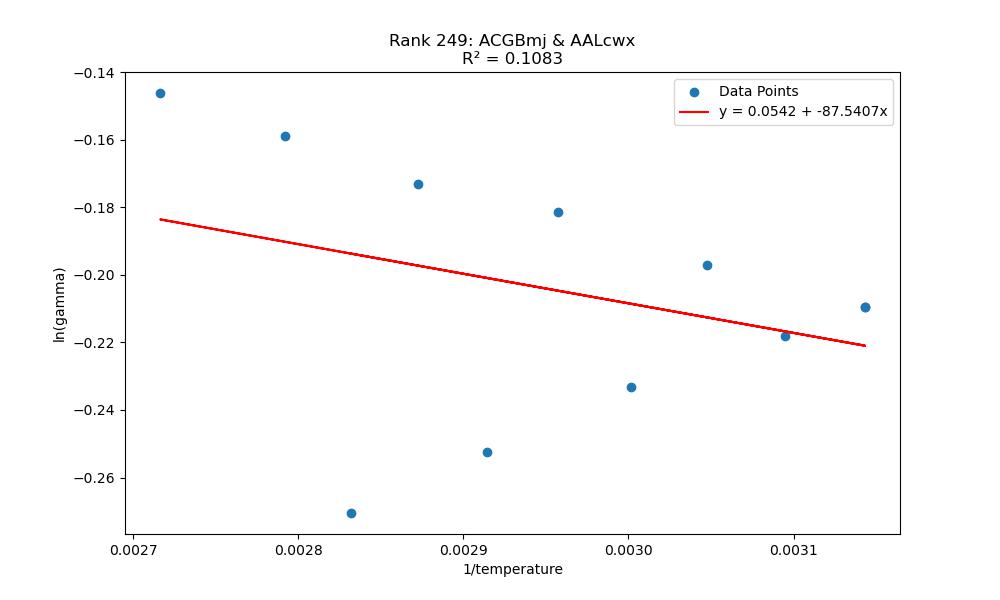 Rank 249: ACGBmj & AALcwx
R² = 0.1083
Data Points
y = 0.0542 + -87.5407x
ln(gamma)
−0.14
−0.16
−0.18
−0.20
−0.22
−0.24
−0.26
0.0027 0.0028 0.0029 0.0030 0.0031
1/temperature